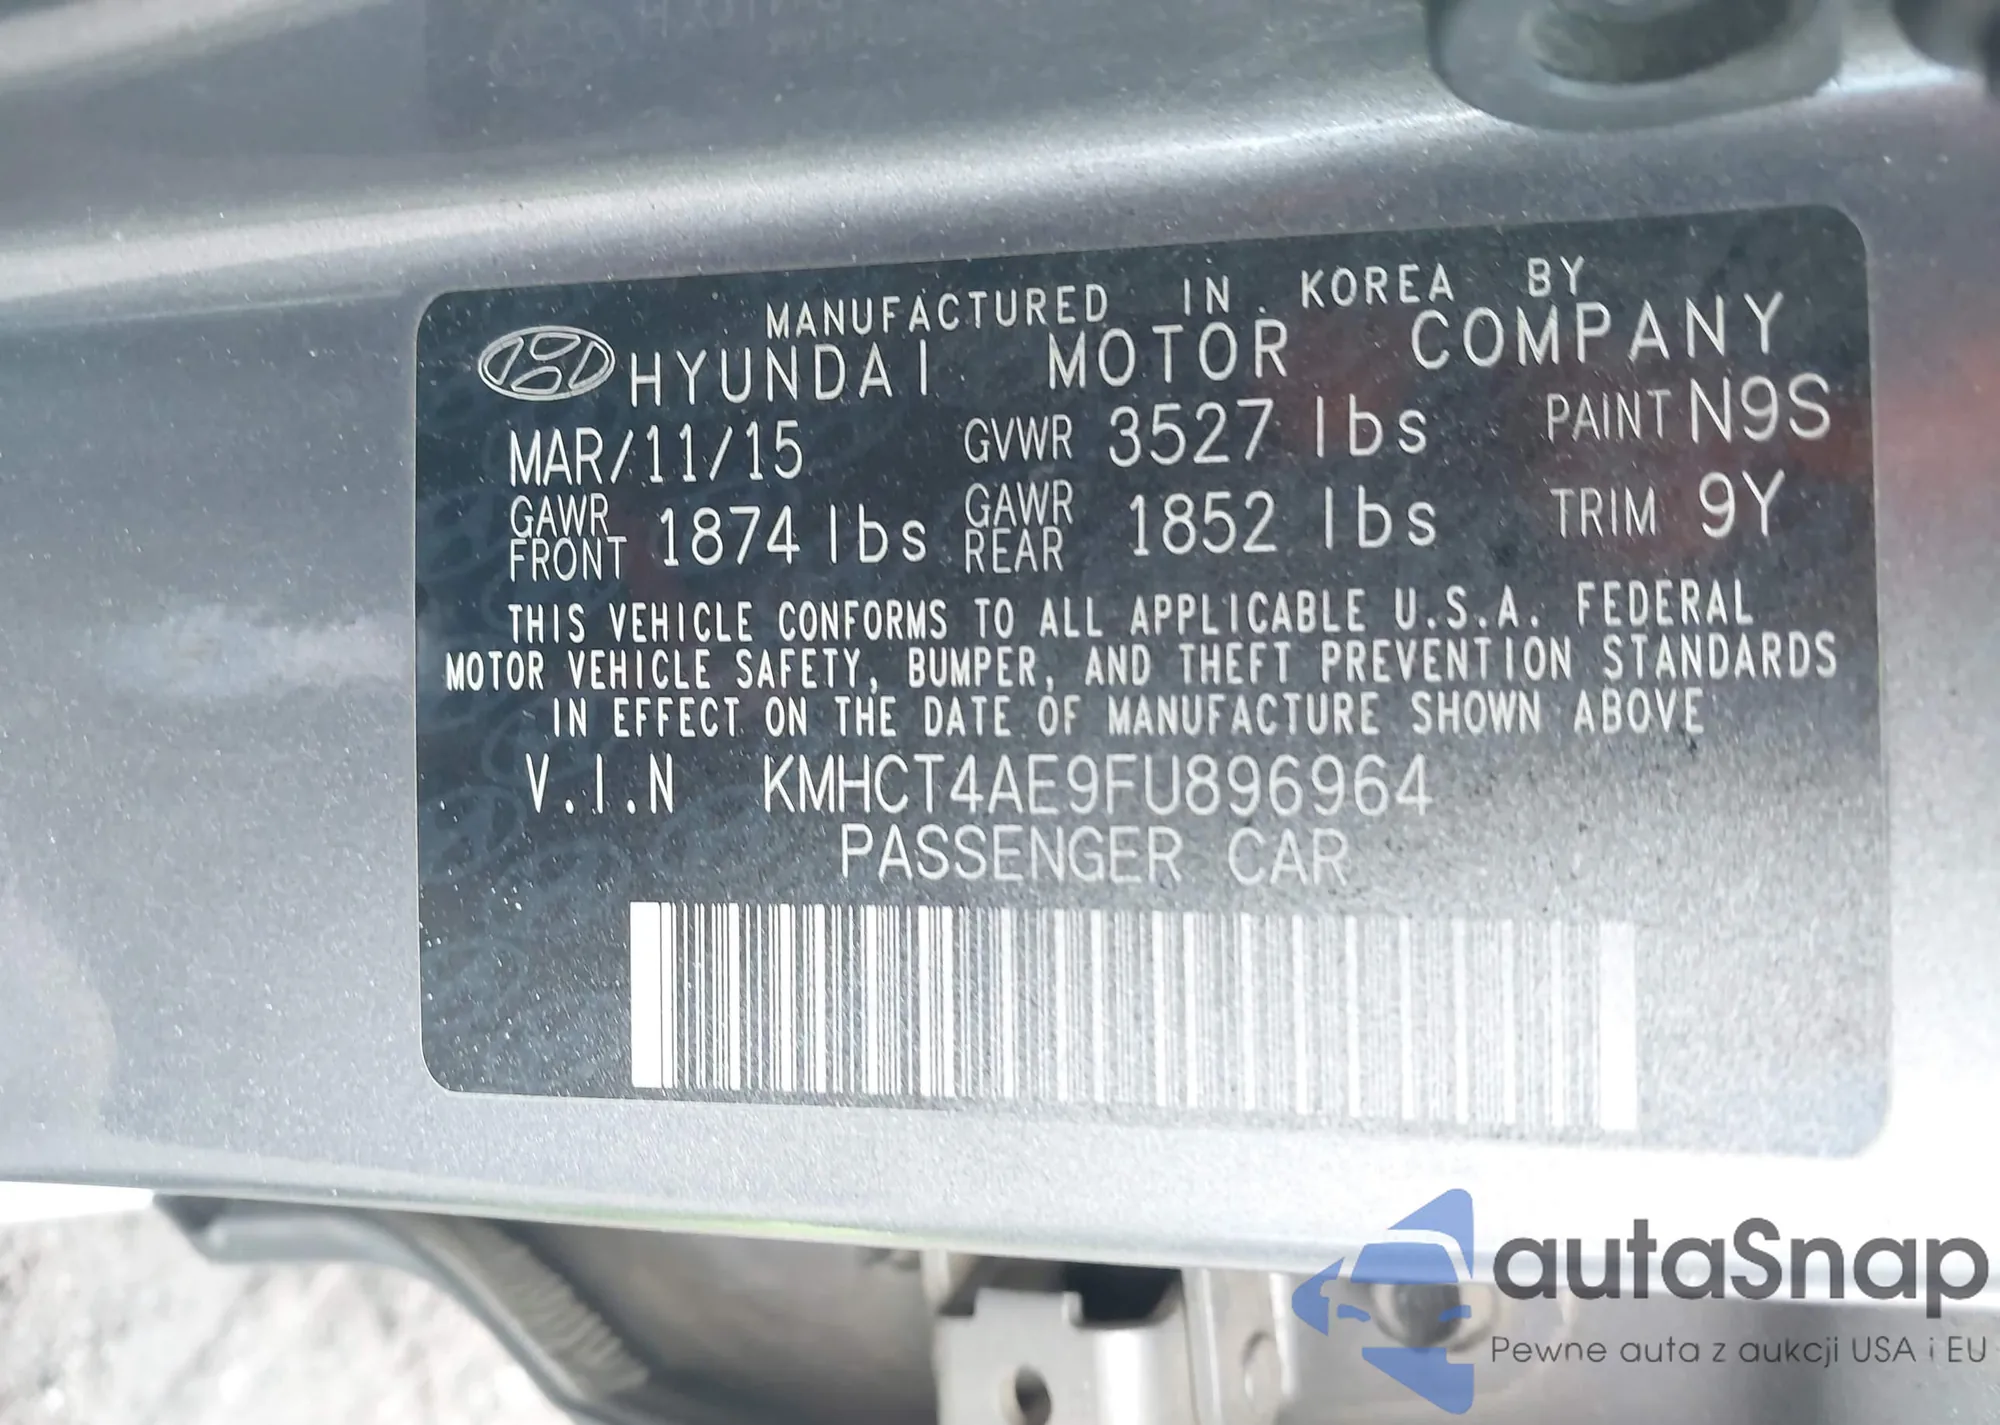 MANUFACTURED IN KOREA BY
HYUNDAI MOTOR COMPANY
MAR/11/15 GVWR 3527 lbs PAINT N9S
GAWR FRONT 1874 lbs GAWR REAR 1852 lbs TRIM 9Y
THIS VEHICLE CONFORMS TO ALL APPLICABLE U.S.A. FEDERAL
MOTOR VEHICLE SAFETY, BUMPER, AND THEFT PREVENTION STANDARDS
IN EFFECT ON THE DATE OF MANUFACTURE SHOWN ABOVE
V.I.N KMHCT4AE9FU896964
PASSENGER CAR
autaSnap
Pewne auta z aukcji USA i EU